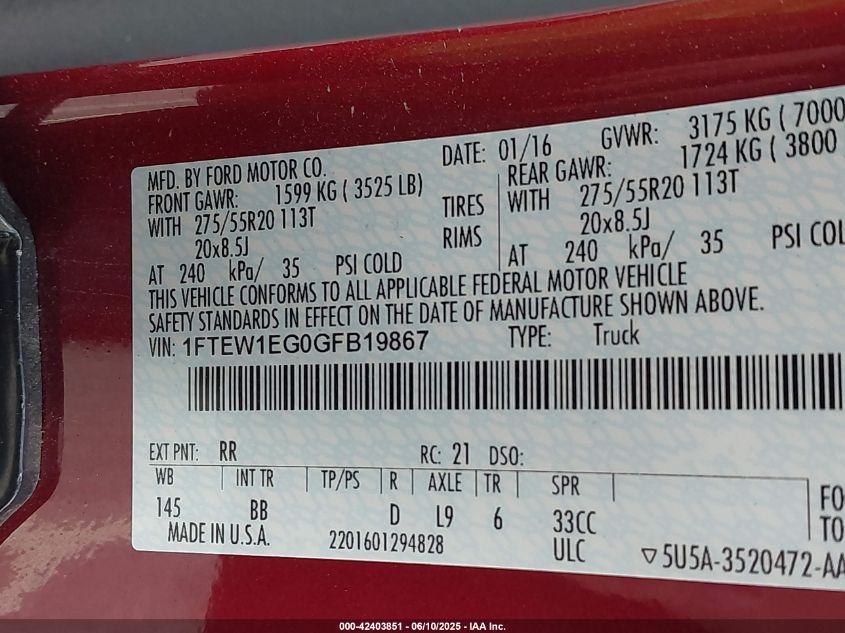 MFD. BY FORD MOTOR CO.
DATE: 01/16
GVWR: 3175 KG ( 7000
FRONT GAWR: 1599 KG ( 3525 LB)
REAR GAWR: 1724 KG ( 3800
WITH 275/55R20 113T
TIRES
WITH 275/55R20 113T
20x8.5J
RIMS
20x8.5J
AT 240 kPa/ 35 PSI COLD
AT 240 kPa/ 35 PSI COL
THIS VEHICLE CONFORMS TO ALL APPLICABLE FEDERAL MOTOR VEHICLE
SAFETY STANDARDS IN EFFECT ON THE DATE OF MANUFACTURE SHOWN ABOVE.
VIN: 1FTEW1EG0GFB19867
TYPE: Truck
EXT PNT: RR
RC: 21 DSO:
WB INT TR TP/PS R AXLE TR SPR
145 BB D L9 6 33CC
FO
MADE IN U.S.A.
2201601294828
ULC
TO
▽5U5A-3520472-AA
000-42403851 - 06/10/2025 - IAA Inc.